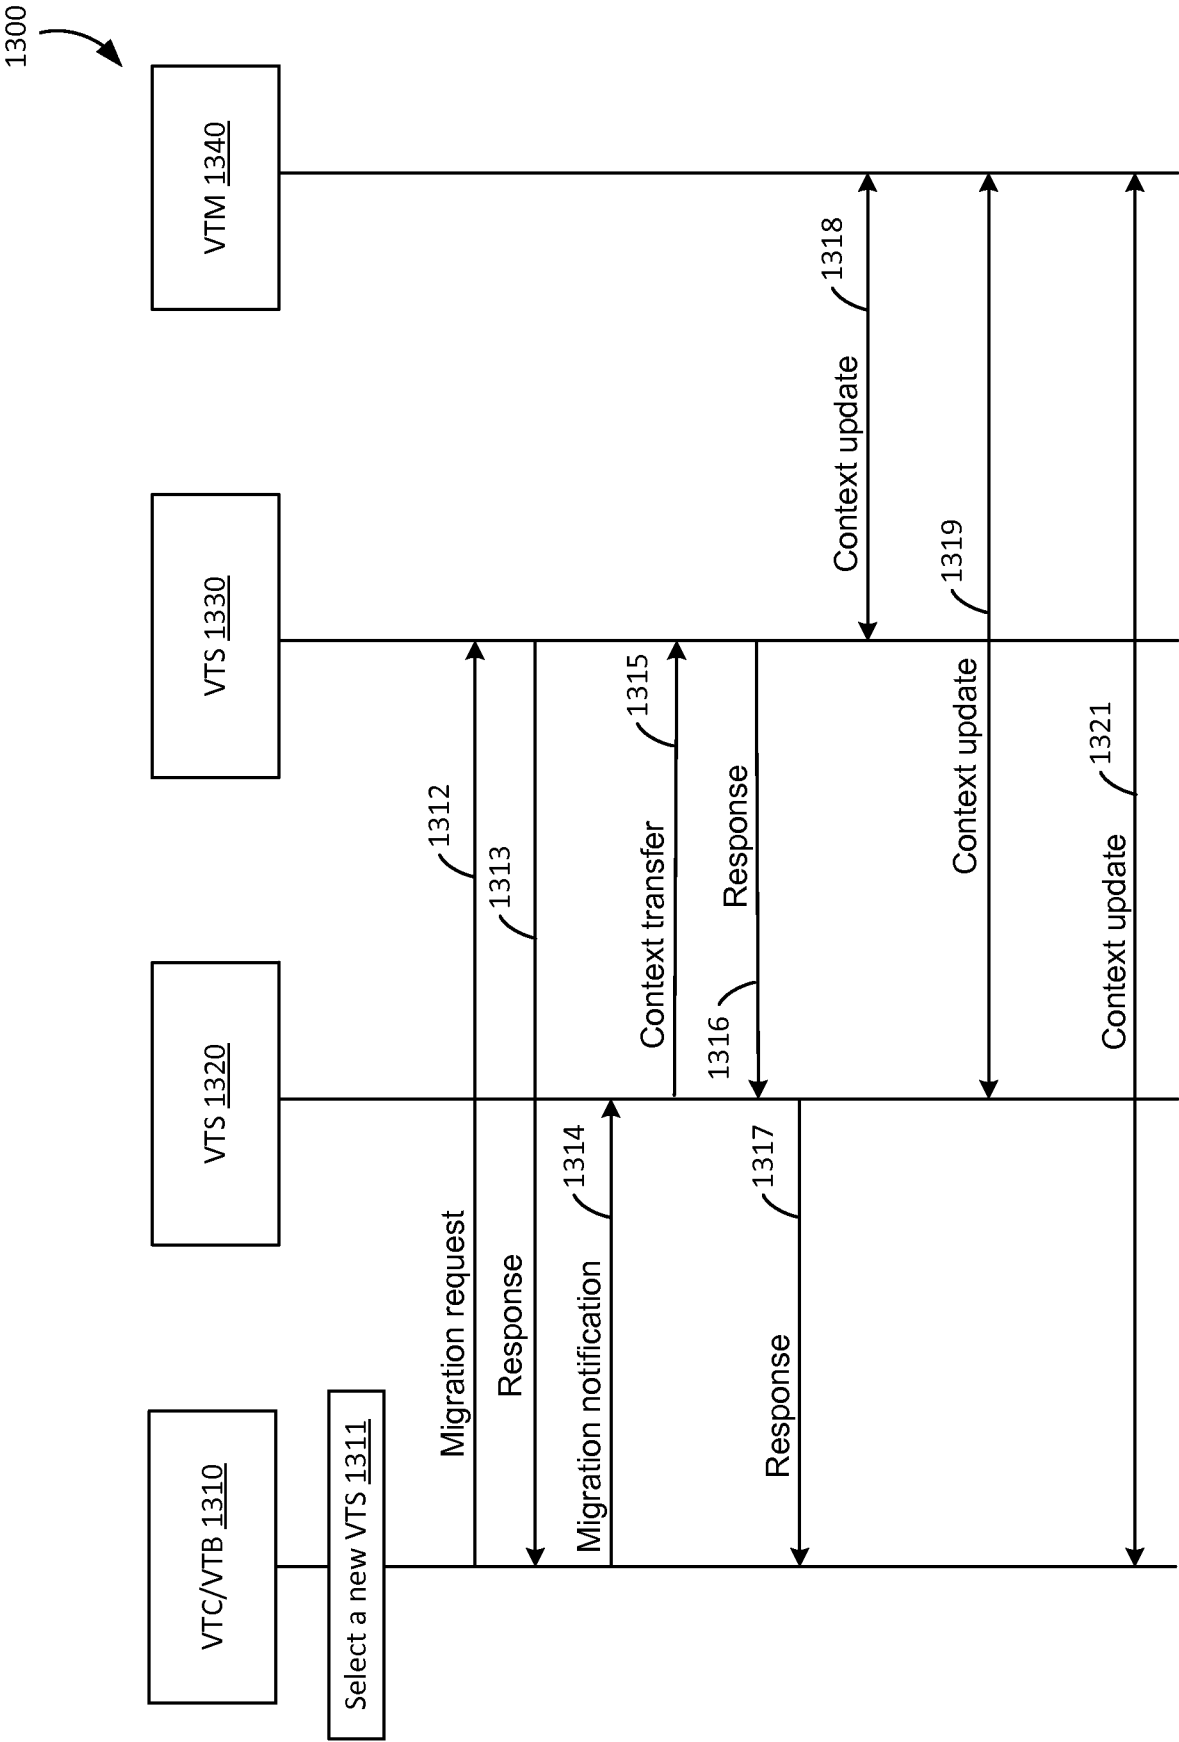 1300
VTC/VTB 1310
VTS 1320
VTS 1330
VTM 1340
Select a new VTS 1311
Migration request
1312
Response
1313
Migration notification
1314
Context transfer
1315
1316
Response
Response
1317
Context update
1318
Context update
1319
Context update
1321